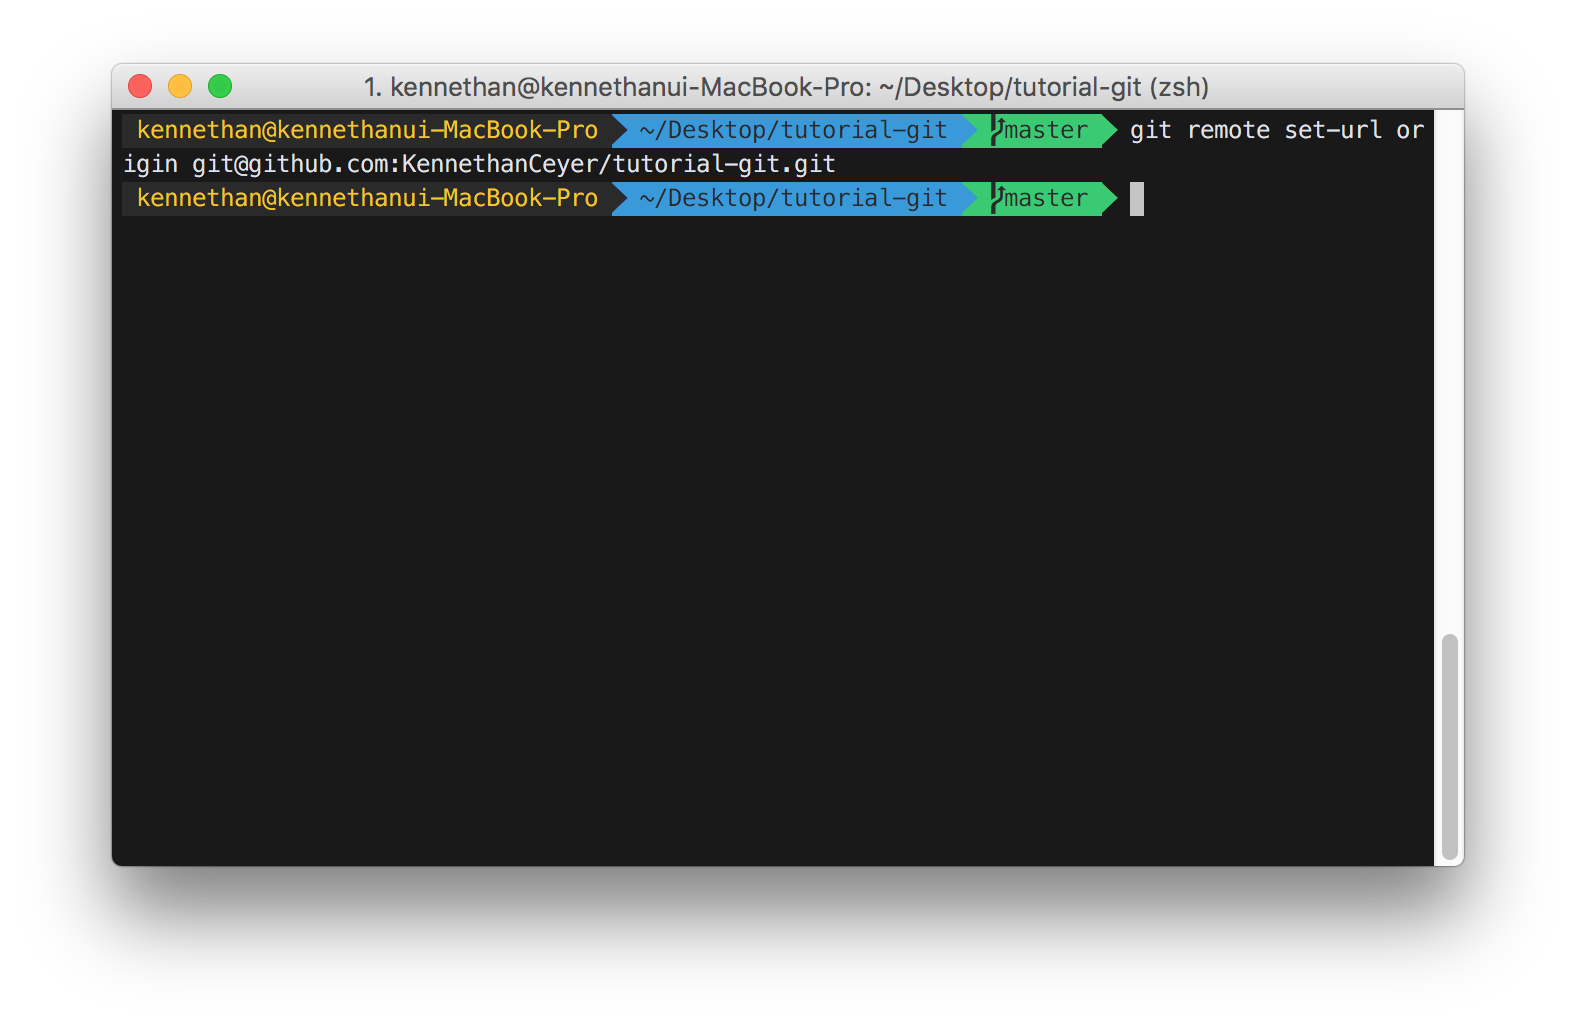 1. kennethan@kennethanui-MacBook-Pro: ~/Desktop/tutorial-git (zsh)
kennethan@kennethanui-MacBook-Pro ~/Desktop/tutorial-git master git remote set-url or
igin git@github.com:KennethanCeyer/tutorial-git.git
kennethan@kennethanui-MacBook-Pro ~/Desktop/tutorial-git master